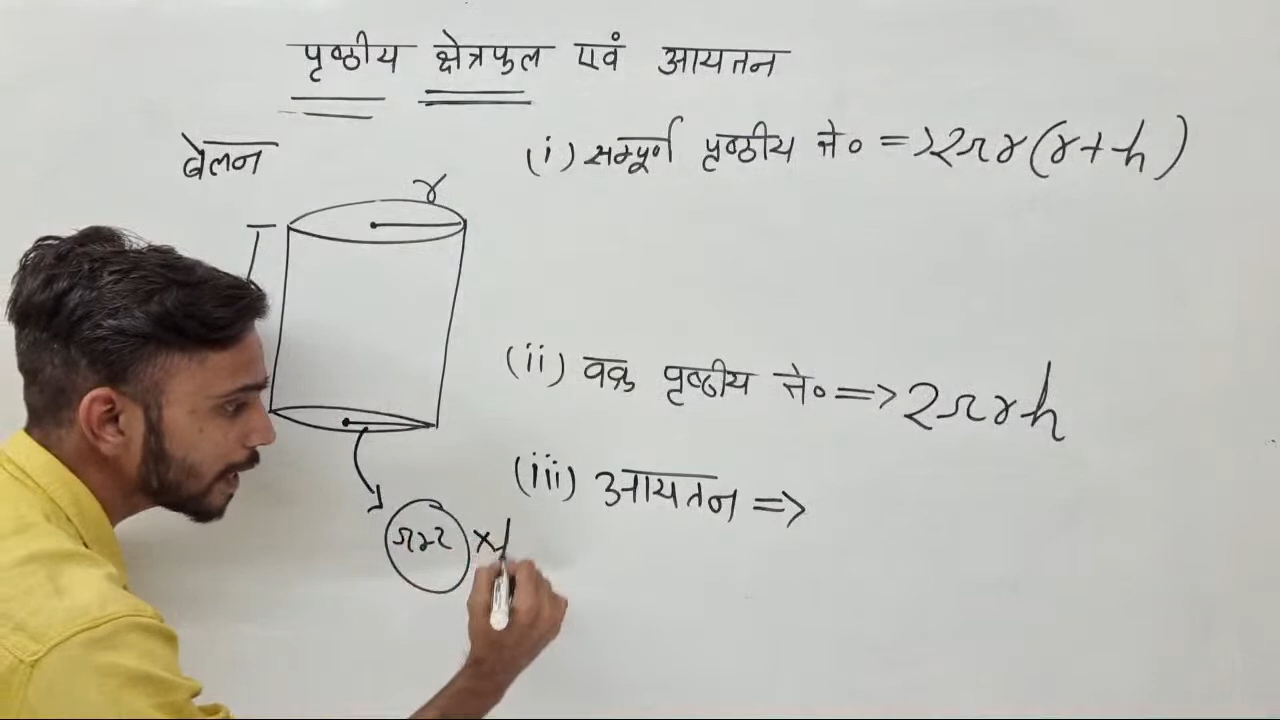 पृष्ठीय क्षेत्रफल एवं आयतन
बेलन
r
(i) सम्पूर्ण पृष्ठीय क्षे० => 2πr(r+h)
(ii) वक्र पृष्ठीय क्षे० => 2πrh
(iii) आयतन =>
πr² ×